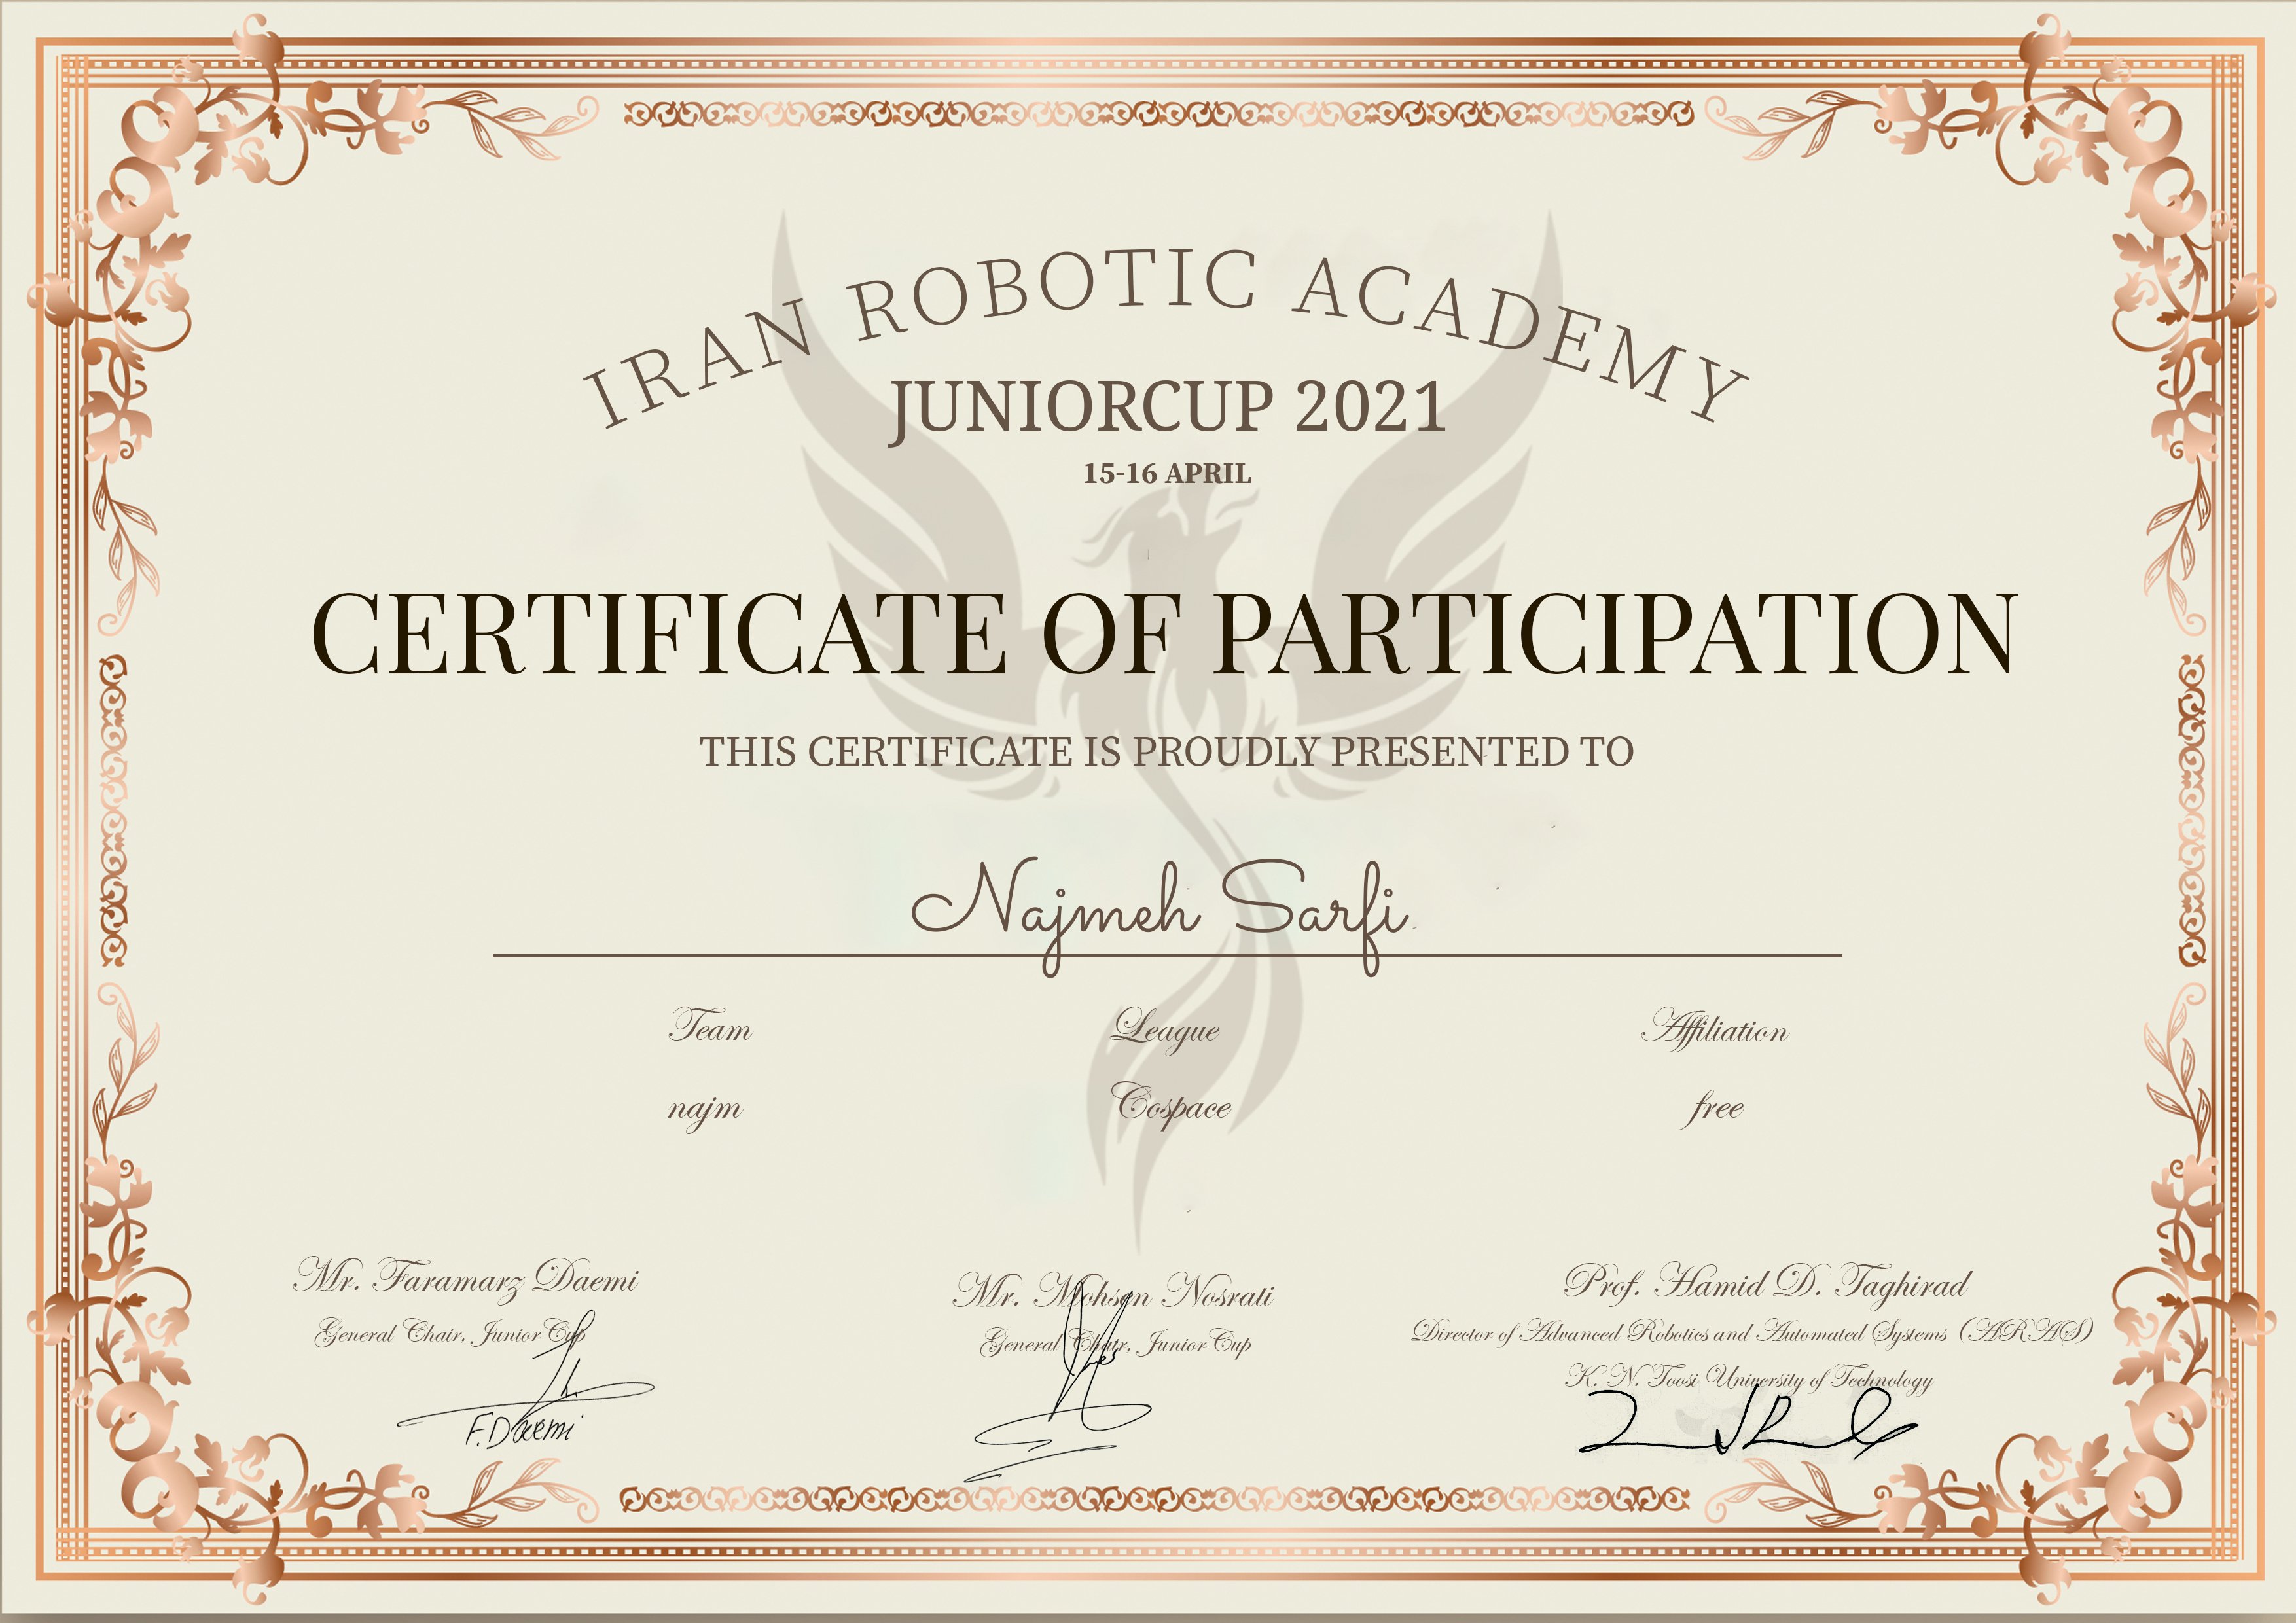 IRAN ROBOTIC ACADEMY
JUNIORCUP 2021
15-16 APRIL
CERTIFICATE OF PARTICIPATION
THIS CERTIFICATE IS PROUDLY PRESENTED TO
Najmeh Sarfi
Team League Affiliation
najm Cospace free
Mr. Faramarz Daemi Mr. Mohsen Nosrati Prof. Hamid D. Taghirad
General Chair, Junior Cup General Chair, Junior Cup Director of Advanced Robotics and Automated Systems (ARAS)
K. N. Toosi University of Technology
F.Daemi